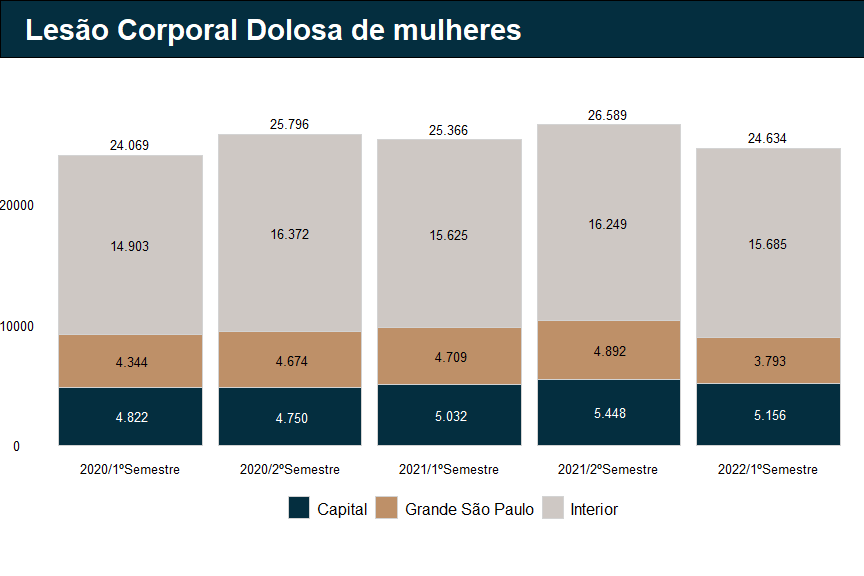 Lesão Corporal Dolosa de mulheres
24.069 25.796 25.366 26.589 24.634
20000
14.903 16.372 15.625 16.249 15.685
10000
4.344 4.674 4.709 4.892 3.793
4.822 4.750 5.032 5.448 5.156
0
2020/1ºSemestre 2020/2ºSemestre 2021/1ºSemestre 2021/2ºSemestre 2022/1ºSemestre
Capital Grande São Paulo Interior